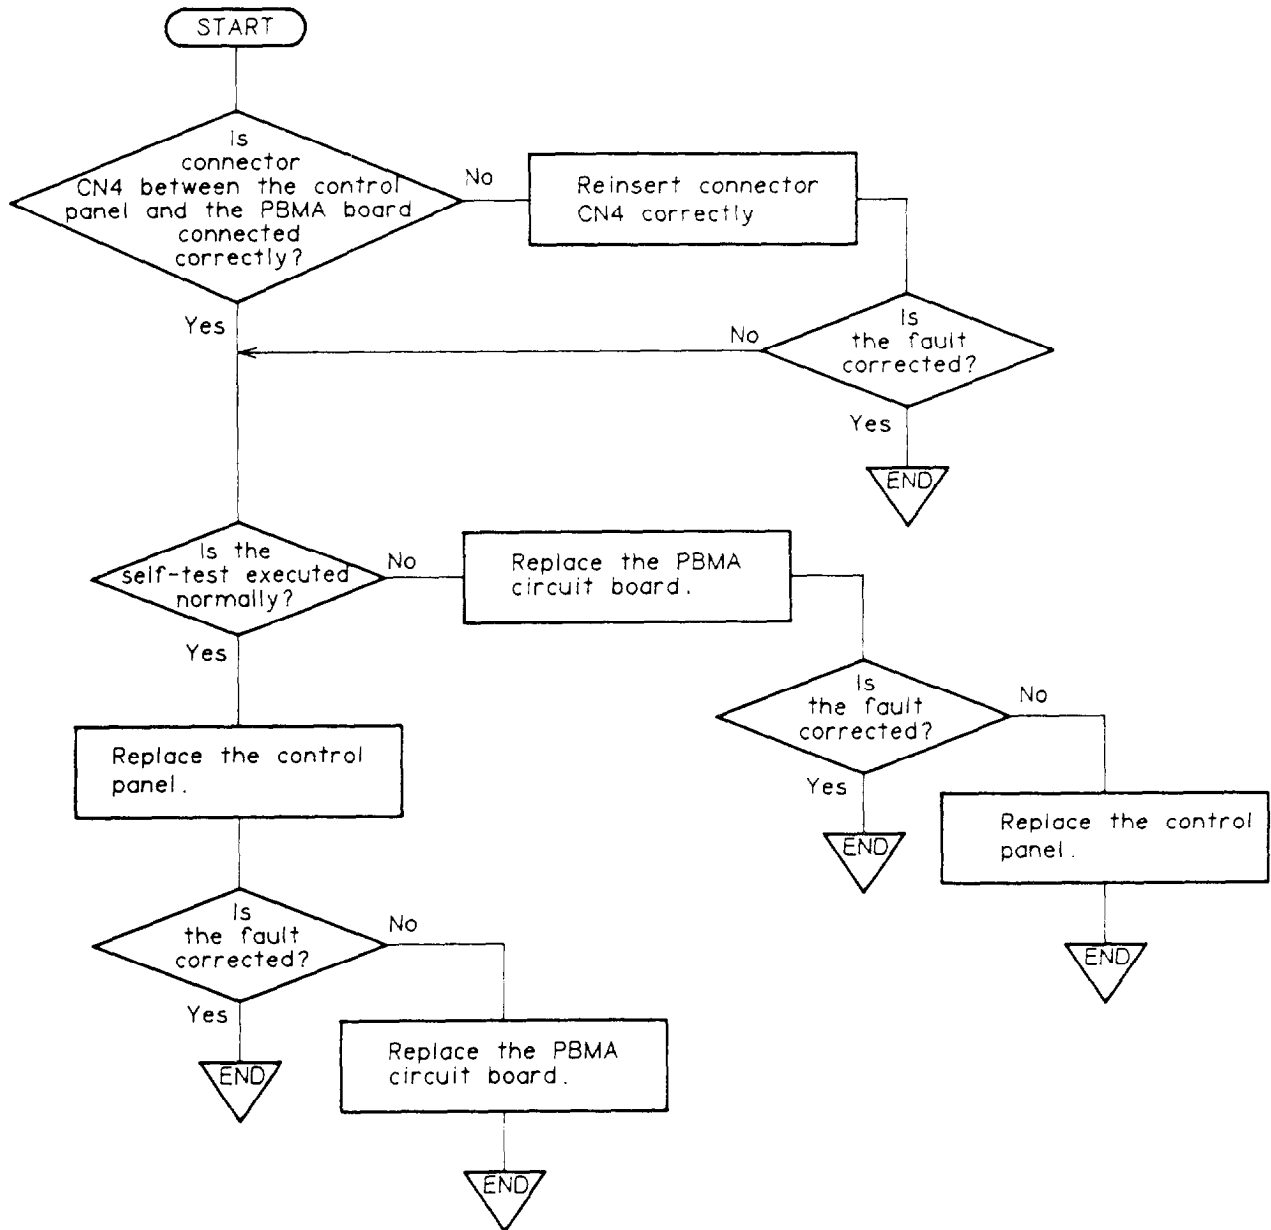 START
Is
connector
CN4 between the control
panel and the PBMA board
connected
correctly?
No
Reinsert connector
CN4 correctly
Yes
Is
the fault
corrected?
No
Yes
END
Is the
self-test executed
normally?
No
Replace the PBMA
circuit board.
Yes
Is
the fault
corrected?
No
Yes
END
Replace the control
panel.
END
Replace the control
panel.
Is
the fault
corrected?
No
Yes
END
Replace the PBMA
circuit board.
END